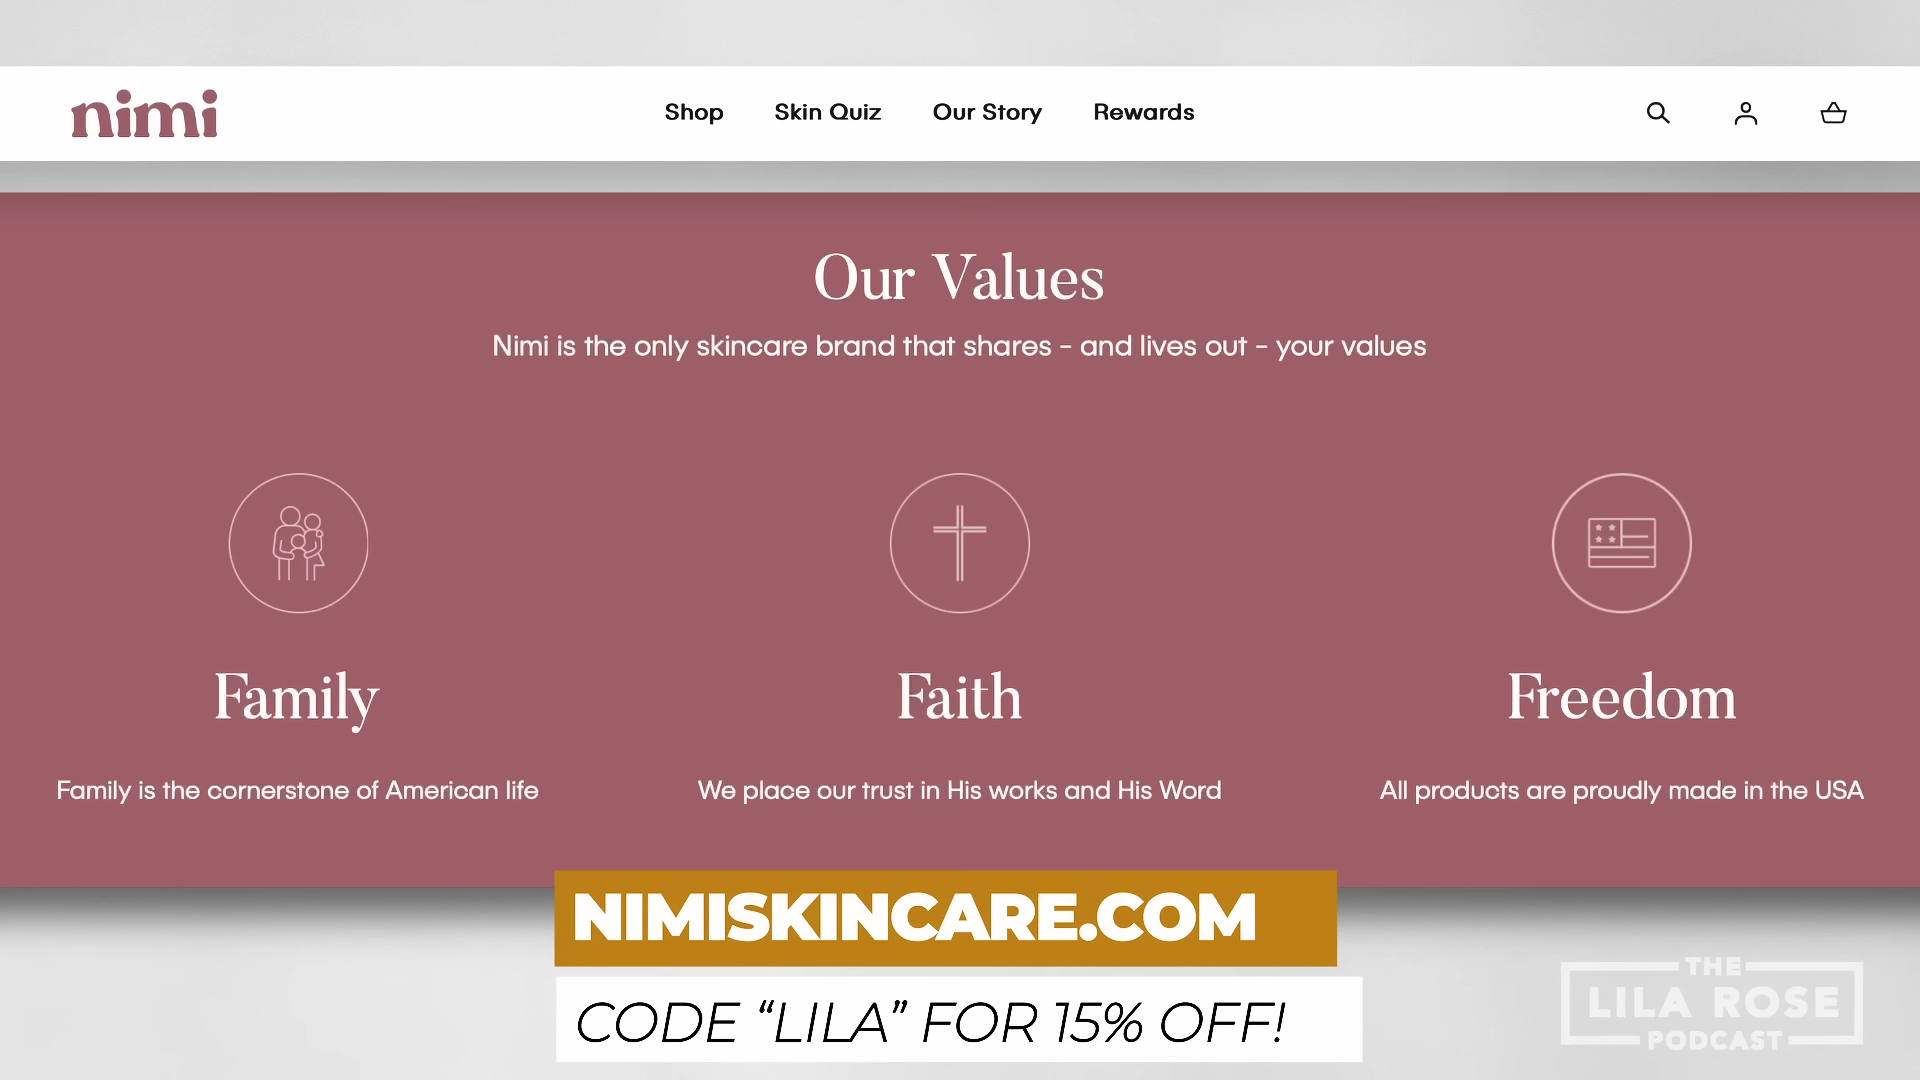 nimi
Shop
Skin Quiz
Our Story
Rewards
Our Values
Nimi is the only skincare brand that shares - and lives out - your values
Family
Faith
Freedom
Family is the cornerstone of American life
We place our trust in His works and His Word
All products are proudly made in the USA
NIMISKINCARE.COM
CODE “LILA” FOR 15% OFF!
THE
LILA ROSE
PODCAST